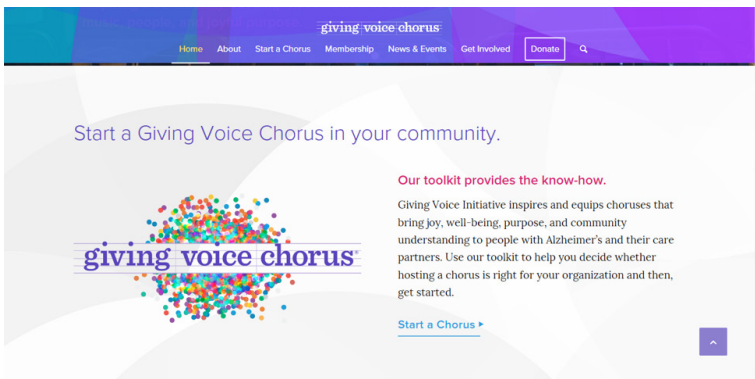 giving voice chorus
Home About Start a Chorus Membership News & Events Get Involved Donate
Start a Giving Voice Chorus in your community.
giving voice chorus
Our toolkit provides the know-how.
Giving Voice Initiative inspires and equips choruses that
bring joy, well-being, purpose, and community
understanding to people with Alzheimer's and their care
partners. Use our toolkit to help you decide whether
hosting a chorus is right for your organization and then,
get started.
Start a Chorus